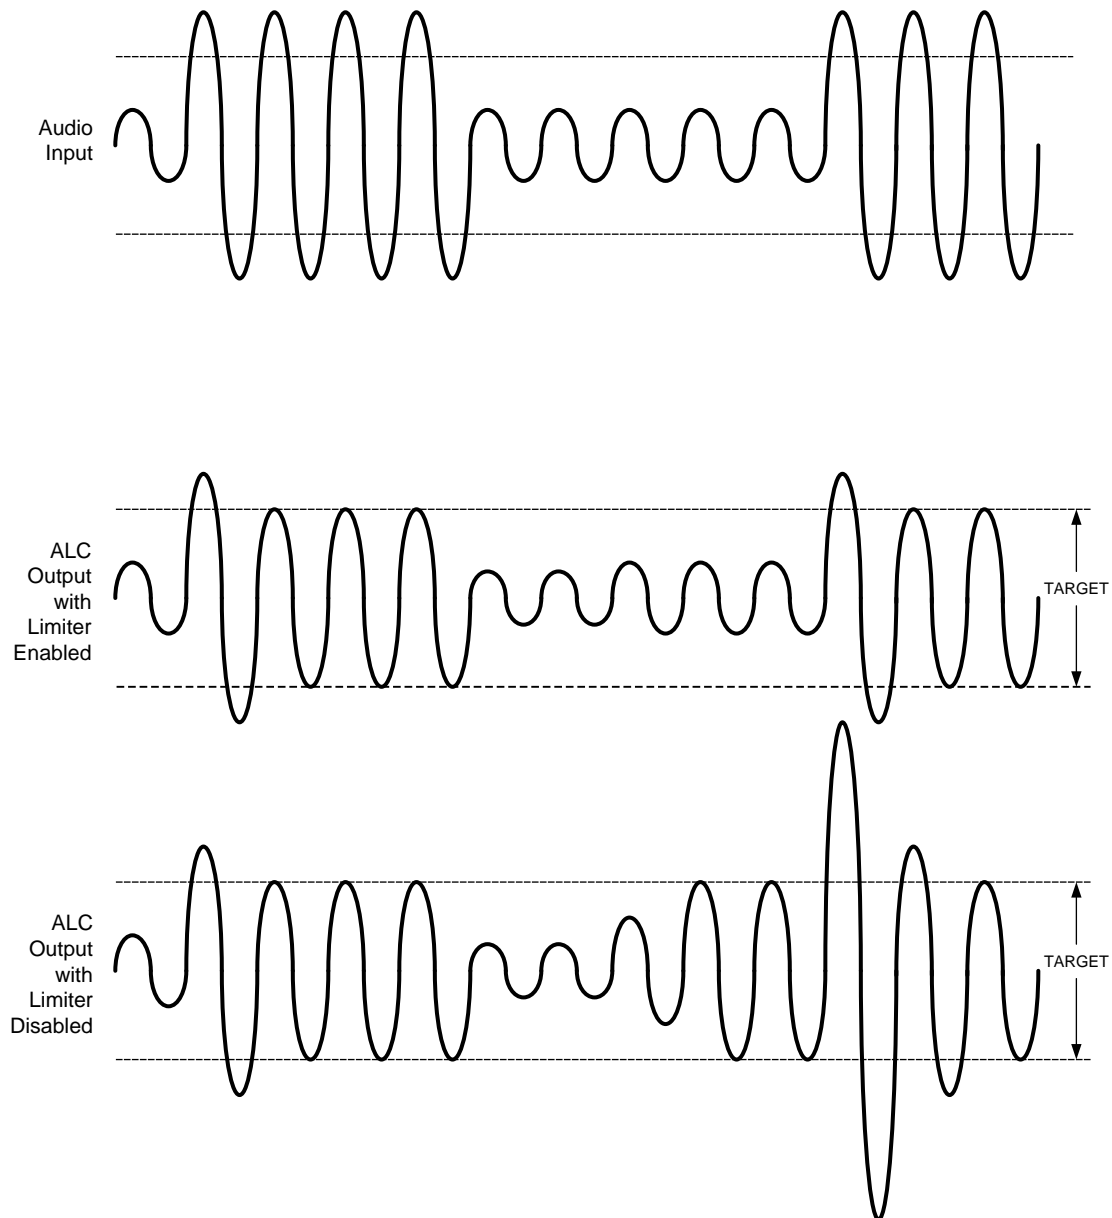 Audio
Input
ALC
Output
with
Limiter
Enabled
TARGET
ALC
Output
with
Limiter
Disabled
TARGET